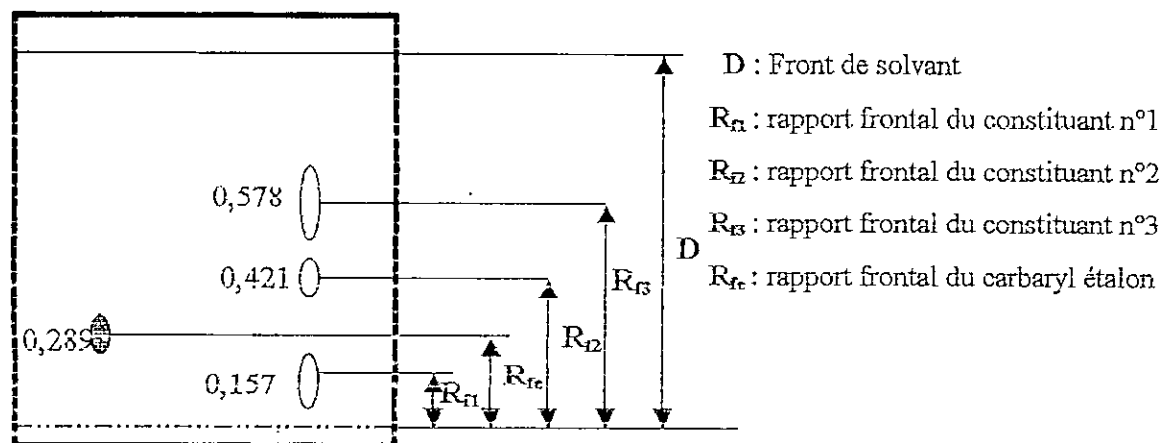 D : Front de solvant
R_f1 : rapport frontal du constituant n°1
R_f2 : rapport frontal du constituant n°2
R_f3 : rapport frontal du constituant n°3
R_fe : rapport frontal du carbaryl étalon
0,578
0,421
0,289
0,157
R_f1
R_fe
R_f2
R_f3
D